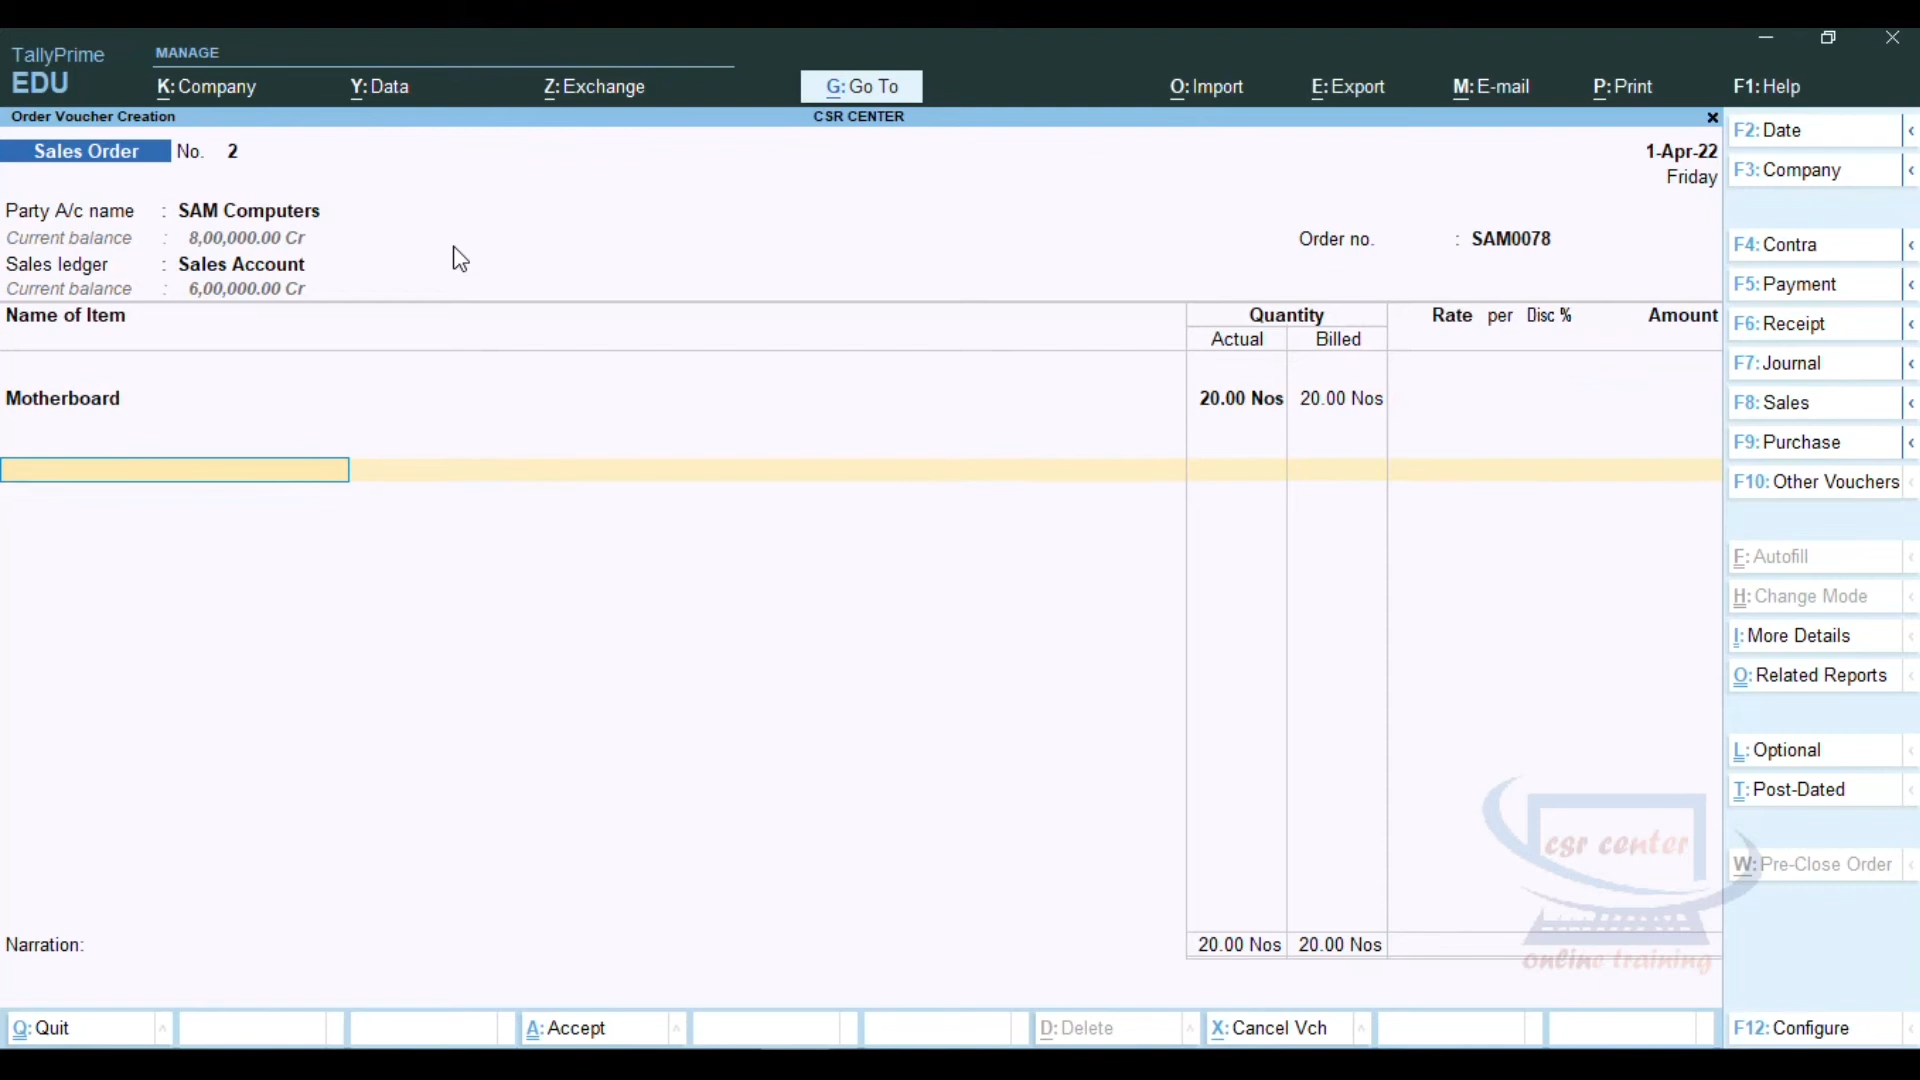 TallyPrime
EDU
MANAGE
K: Company Y: Data Z: Exchange G: Go To O: Import E: Export M: E-mail P: Print F1: Help
Order Voucher Creation CSR CENTER
Sales Order No. 2 1-Apr-22
Friday
Party A/c name : SAM Computers
Current balance : 8,00,000.00 Cr Order no. : SAM0078
Sales ledger : Sales Account
Current balance : 6,00,000.00 Cr
Name of Item Quantity Rate per Disc % Amount
Actual Billed
Motherboard 20.00 Nos 20.00 Nos
Narration: 20.00 Nos 20.00 Nos
F2: Date
F3: Company
F4: Contra
F5: Payment
F6: Receipt
F7: Journal
F8: Sales
F9: Purchase
F10: Other Vouchers
F: Autofill
H: Change Mode
I: More Details
O: Related Reports
L: Optional
T: Post-Dated
W: Pre-Close Order
csr center
online training
Q: Quit A: Accept D: Delete X: Cancel Vch F12: Configure